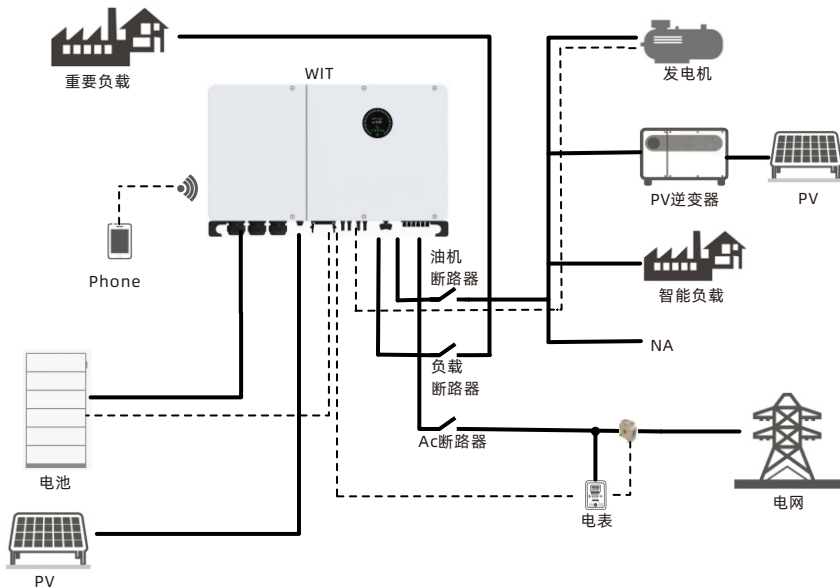 重要负载
WIT
发电机
PV逆变器
PV
Phone
油机
断路器
智能负载
NA
负载
断路器
Ac断路器
电池
电表
电网
PV